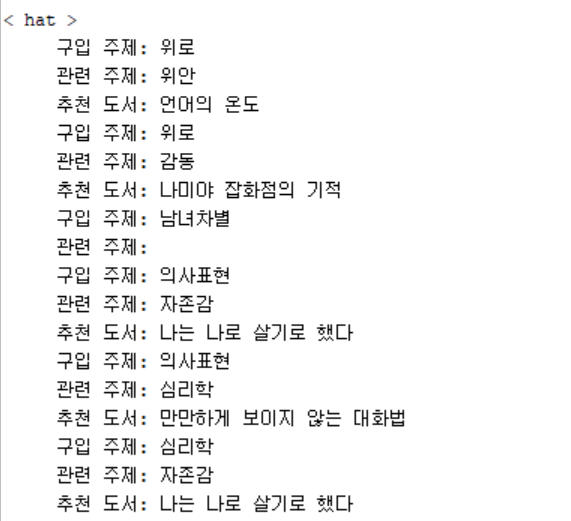 < hat >
구입 주제: 위로
관련 주제: 위안
추천 도서: 언어의 온도
구입 주제: 위로
관련 주제: 감동
추천 도서: 나미야 잡화점의 기적
구입 주제: 남녀차별
관련 주제:
구입 주제: 의사표현
관련 주제: 자존감
추천 도서: 나는 나로 살기로 했다
구입 주제: 의사표현
관련 주제: 심리학
추천 도서: 만만하게 보이지 않는 대화법
구입 주제: 심리학
관련 주제: 자존감
추천 도서: 나는 나로 살기로 했다